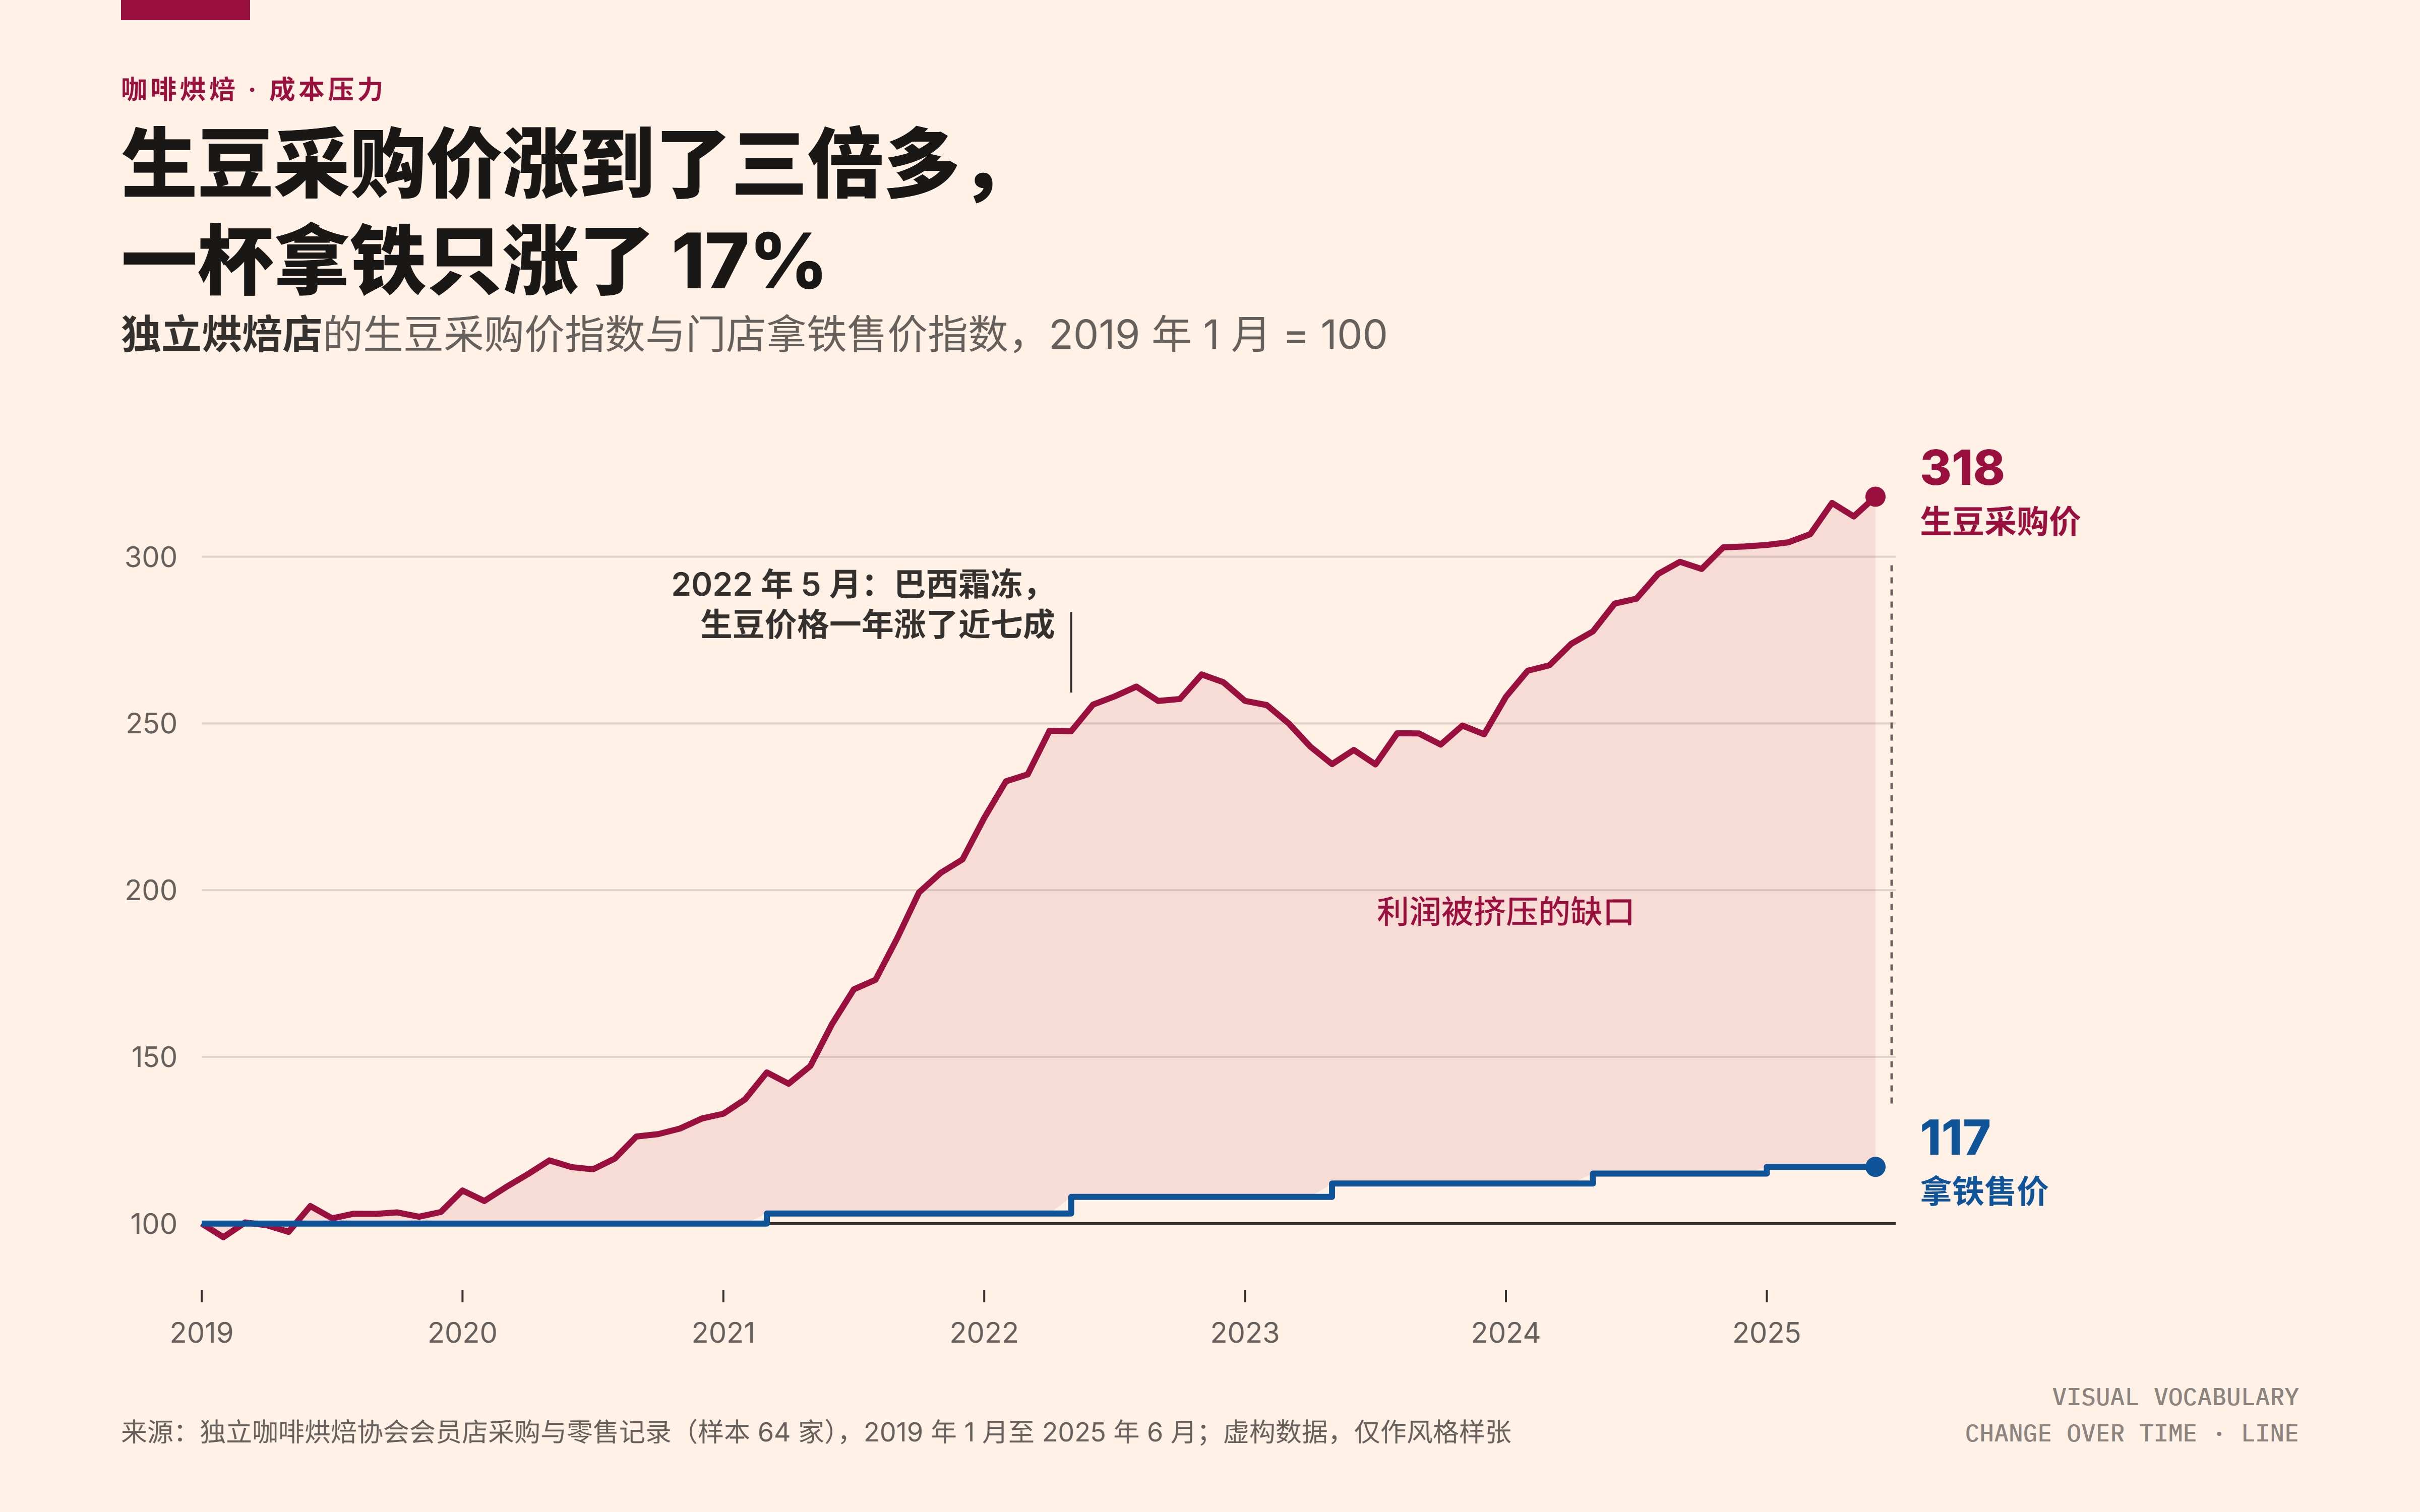 咖啡烘焙 · 成本压力
生豆采购价涨到了三倍多，
一杯拿铁只涨了 17%
独立烘焙店的生豆采购价指数与门店拿铁售价指数，2019 年 1 月 = 100
318
生豆采购价
300
2022 年 5 月：巴西霜冻，
生豆价格一年涨了近七成
250
200
利润被挤压的缺口
150
117
拿铁售价
100
2019 2020 2021 2022 2023 2024 2025
VISUAL VOCABULARY
CHANGE OVER TIME · LINE
来源：独立咖啡烘焙协会会员店采购与零售记录（样本 64 家），2019 年 1 月至 2025 年 6 月；虚构数据，仅作风格样张